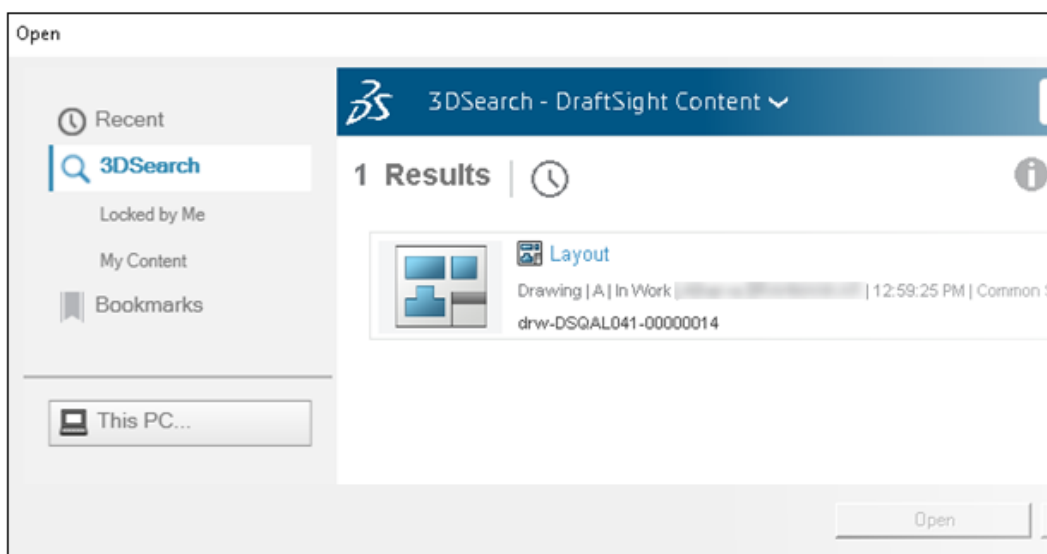 Open
Recent
3DSearch
Locked by Me
My Content
Bookmarks
This PC...
3DSearch - DraftSight Content
1 Results
Layout
Drawing | A | In Work | 12:59:25 PM | Common
drw-DSQAL041-00000014
Open